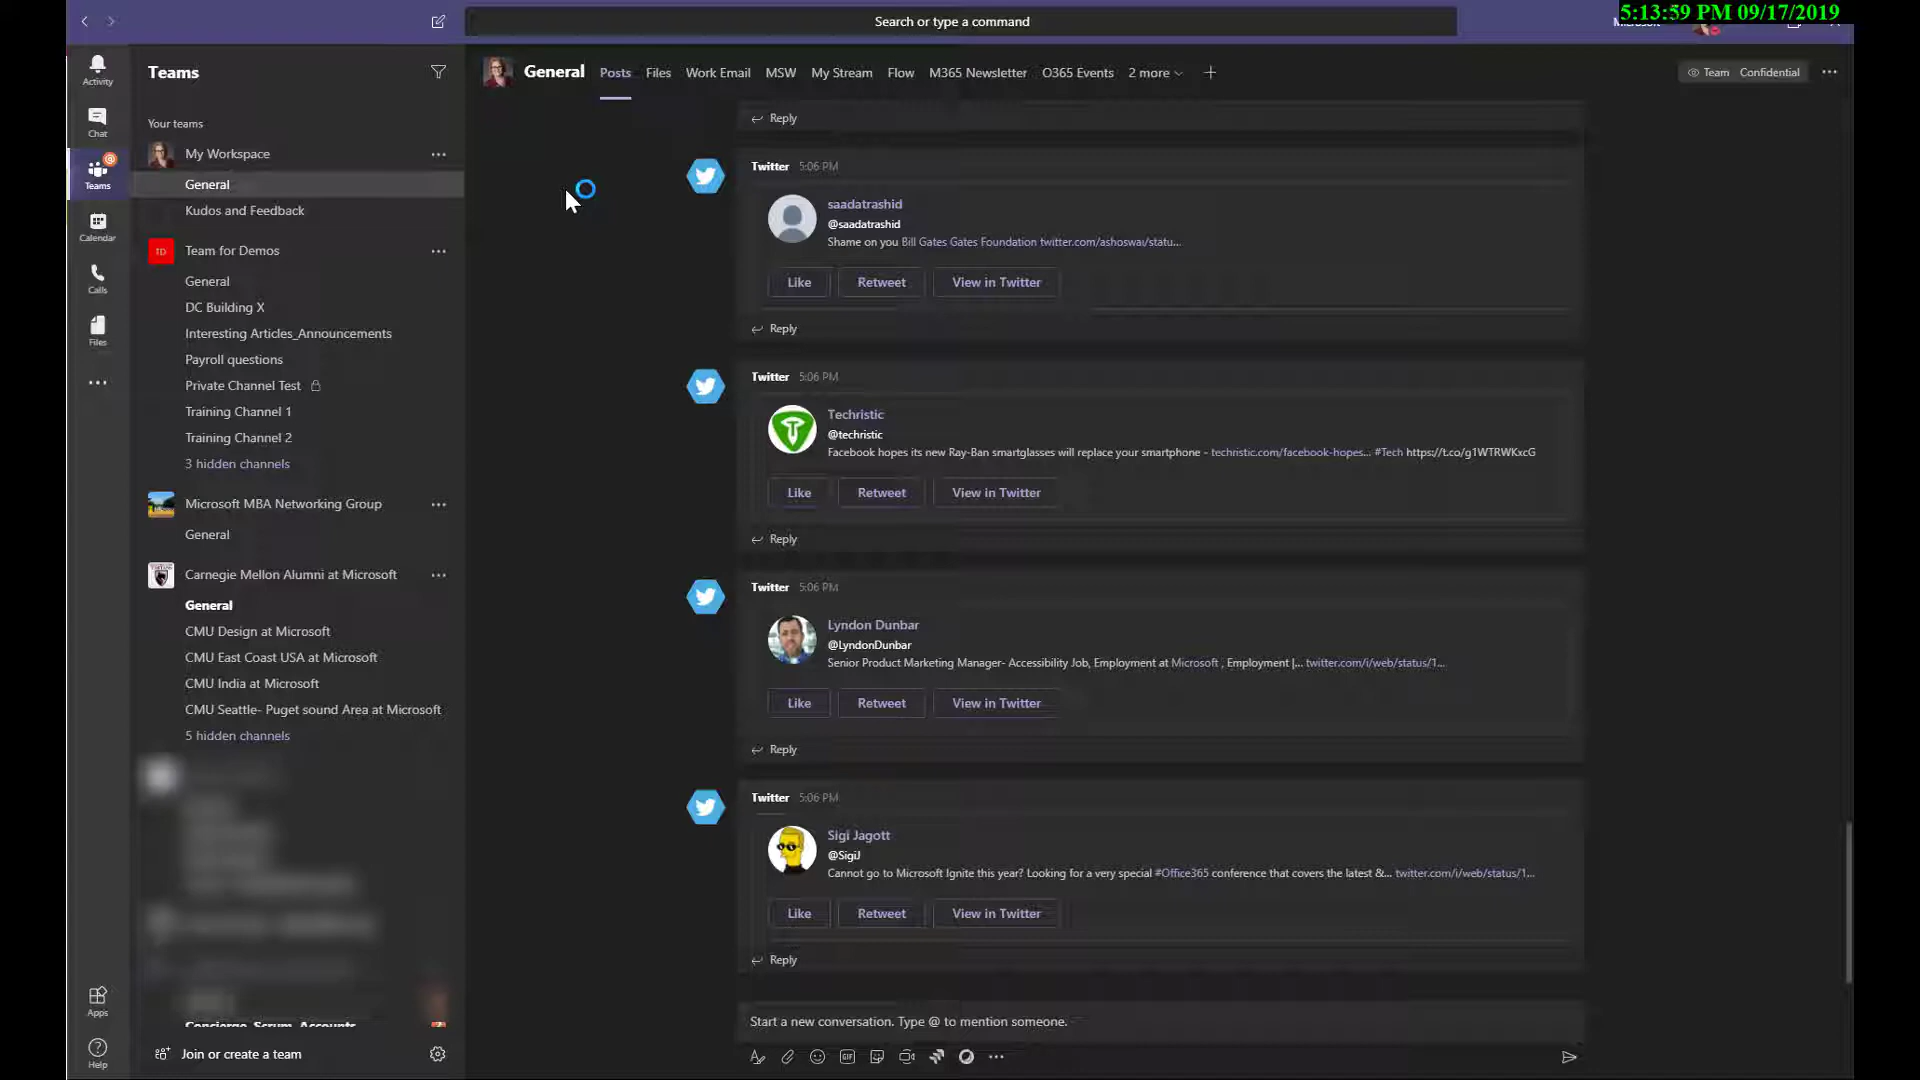 Search or type a command
5:13:59 PM 09/17/2019
Activity
Chat
Teams
Calendar
Calls
Files
Apps
Help
Teams
Your teams
My Workspace
General
Kudos and Feedback
TD
Team for Demos
General
DC Building X
Interesting Articles_Announcements
Payroll questions
Private Channel Test
Training Channel 1
Training Channel 2
3 hidden channels
Microsoft MBA Networking Group
General
Carnegie Mellon Alumni at Microsoft
General
CMU Design at Microsoft
CMU East Coast USA at Microsoft
CMU India at Microsoft
CMU Seattle- Puget sound Area at Microsoft
5 hidden channels
Concierge_Scrum_Accounts
Join or create a team
General Posts Files Work Email MSW My Stream Flow M365 Newsletter O365 Events 2 more
Team Confidential
Reply
Twitter 5:06 PM
saadatrashid
@saadatrashid
Shame on you Bill Gates Gates Foundation twitter.com/ashoswai/statu...
Like Retweet View in Twitter
Reply
Twitter 5:06 PM
Techristic
@techristic
Facebook hopes its new Ray-Ban smartglasses will replace your smartphone - techristic.com/facebook-hopes... #Tech https://t.co/g1WTRWKxcG
Like Retweet View in Twitter
Reply
Twitter 5:06 PM
Lyndon Dunbar
@LyndonDunbar
Senior Product Marketing Manager- Accessibility Job, Employment at Microsoft , Employment |... twitter.com/i/web/status/1...
Like Retweet View in Twitter
Reply
Twitter 5:06 PM
Sigi Jagott
@SigiJ
Cannot go to Microsoft Ignite this year? Looking for a very special #Office365 conference that covers the latest &... twitter.com/i/web/status/1...
Like Retweet View in Twitter
Reply
Start a new conversation. Type @ to mention someone.
GIF